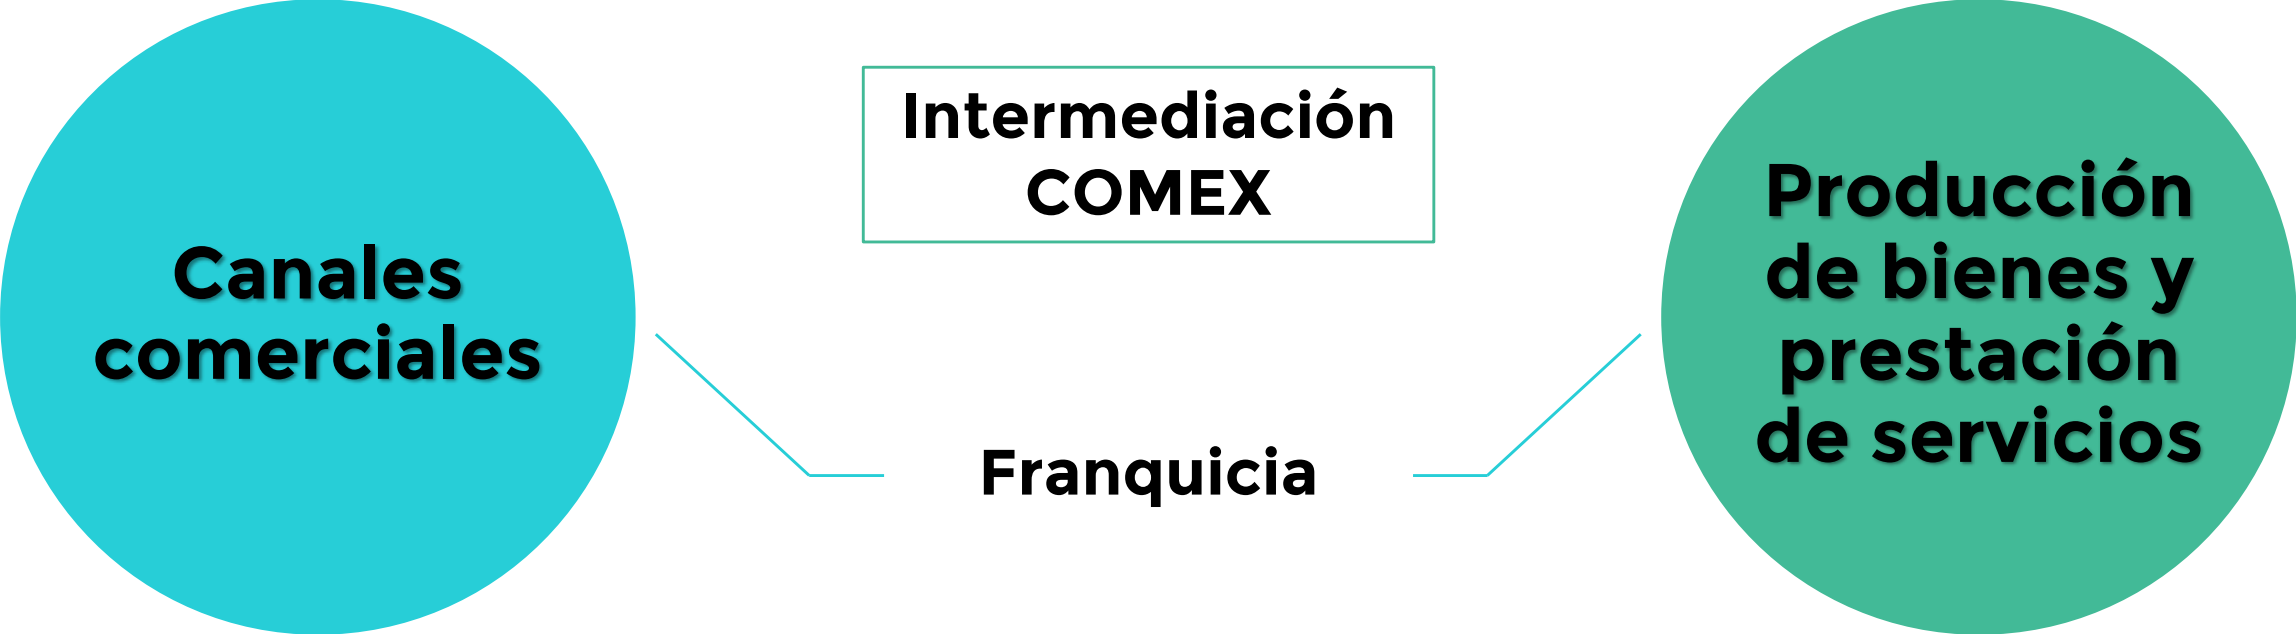 Canales
comerciales
Intermediación
COMEX
Franquicia
Producción
de bienes y
prestación
de servicios